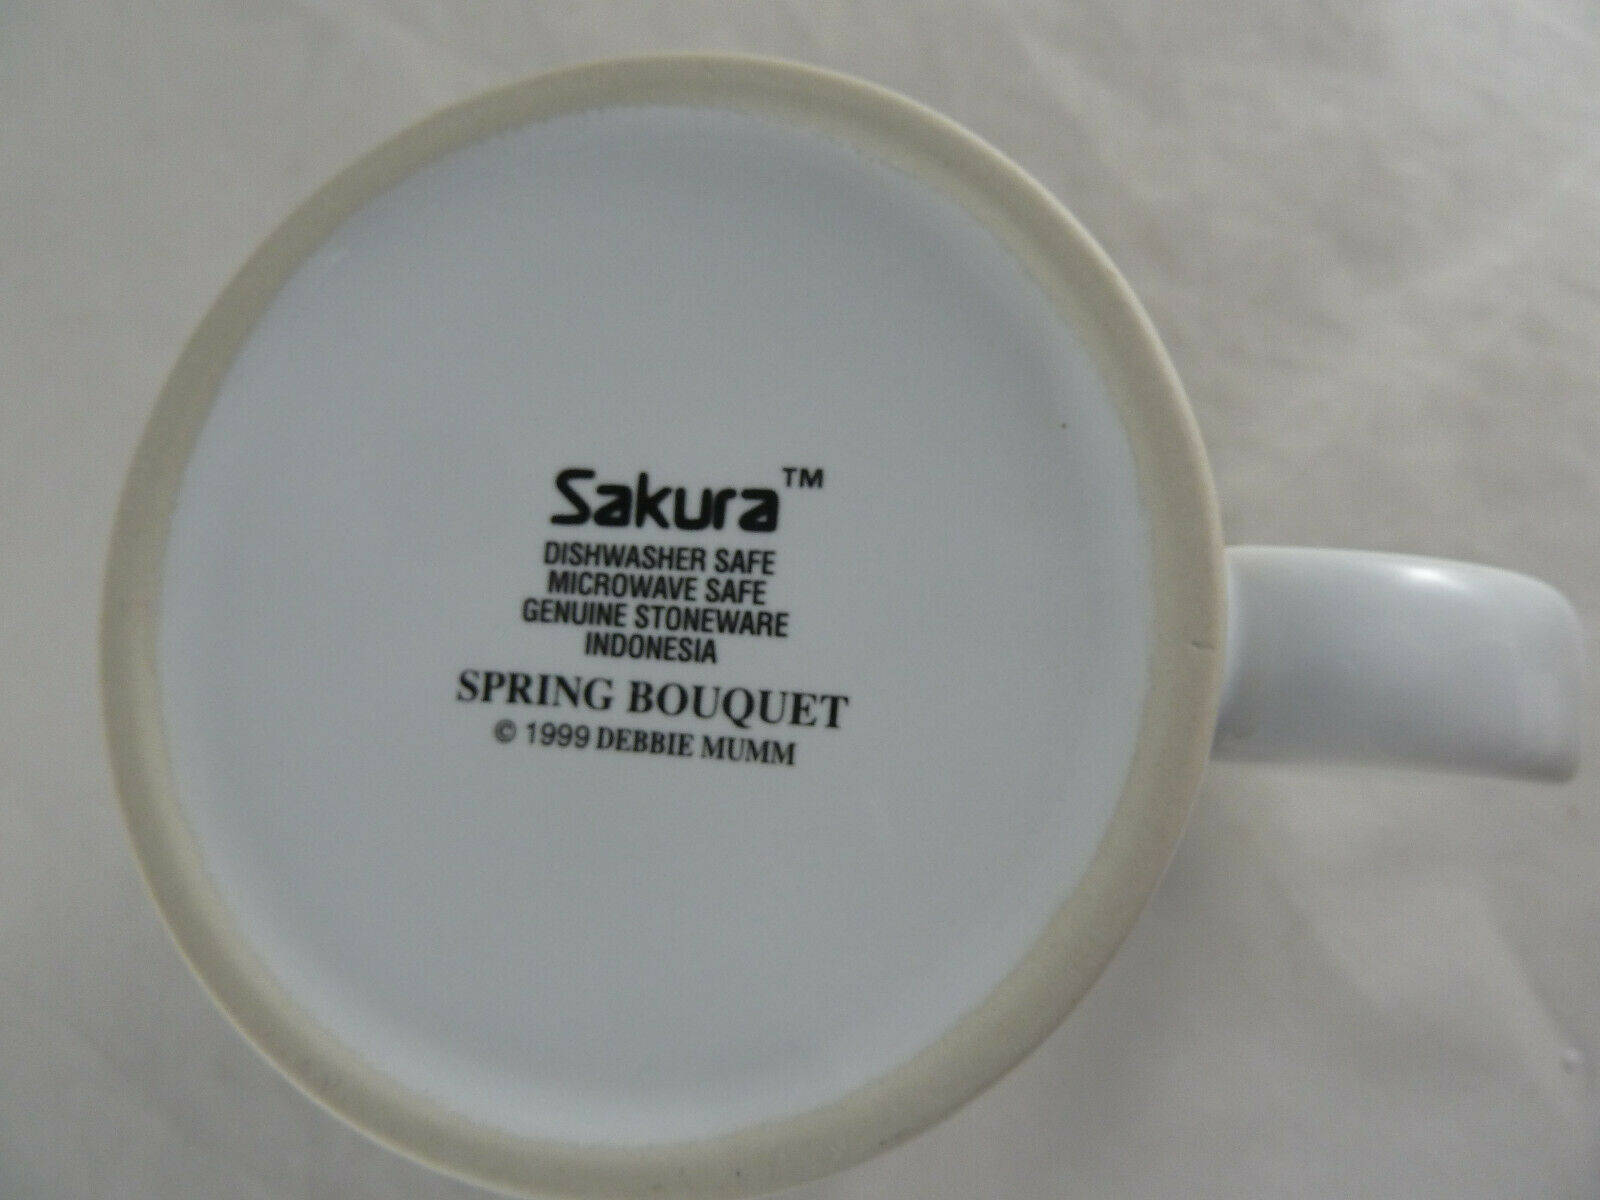 Sakura™
DISHWASHER SAFE
MICROWAVE SAFE
GENUINE STONEWARE
INDONESIA
SPRING BOUQUET
© 1999 DEBBIE MUMM